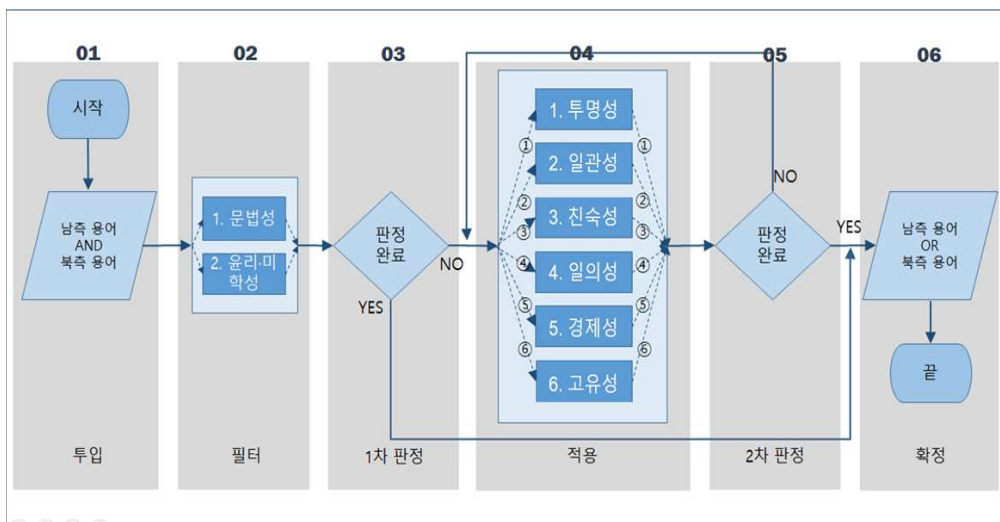 01
02
03
04
05
06
시작
남측 용어
AND
북측 용어
1. 문법성
2. 윤리·미
학성
판정
완료
NO
YES
1. 투명성
2. 일관성
3. 친숙성
4. 일의성
5. 경제성
6. 고유성
①
②
③
④
⑤
⑥
①
②
③
④
⑤
⑥
판정
완료
NO
YES
남측 용어
OR
북측 용어
끝
투입
필터
1차 판정
적용
2차 판정
확정